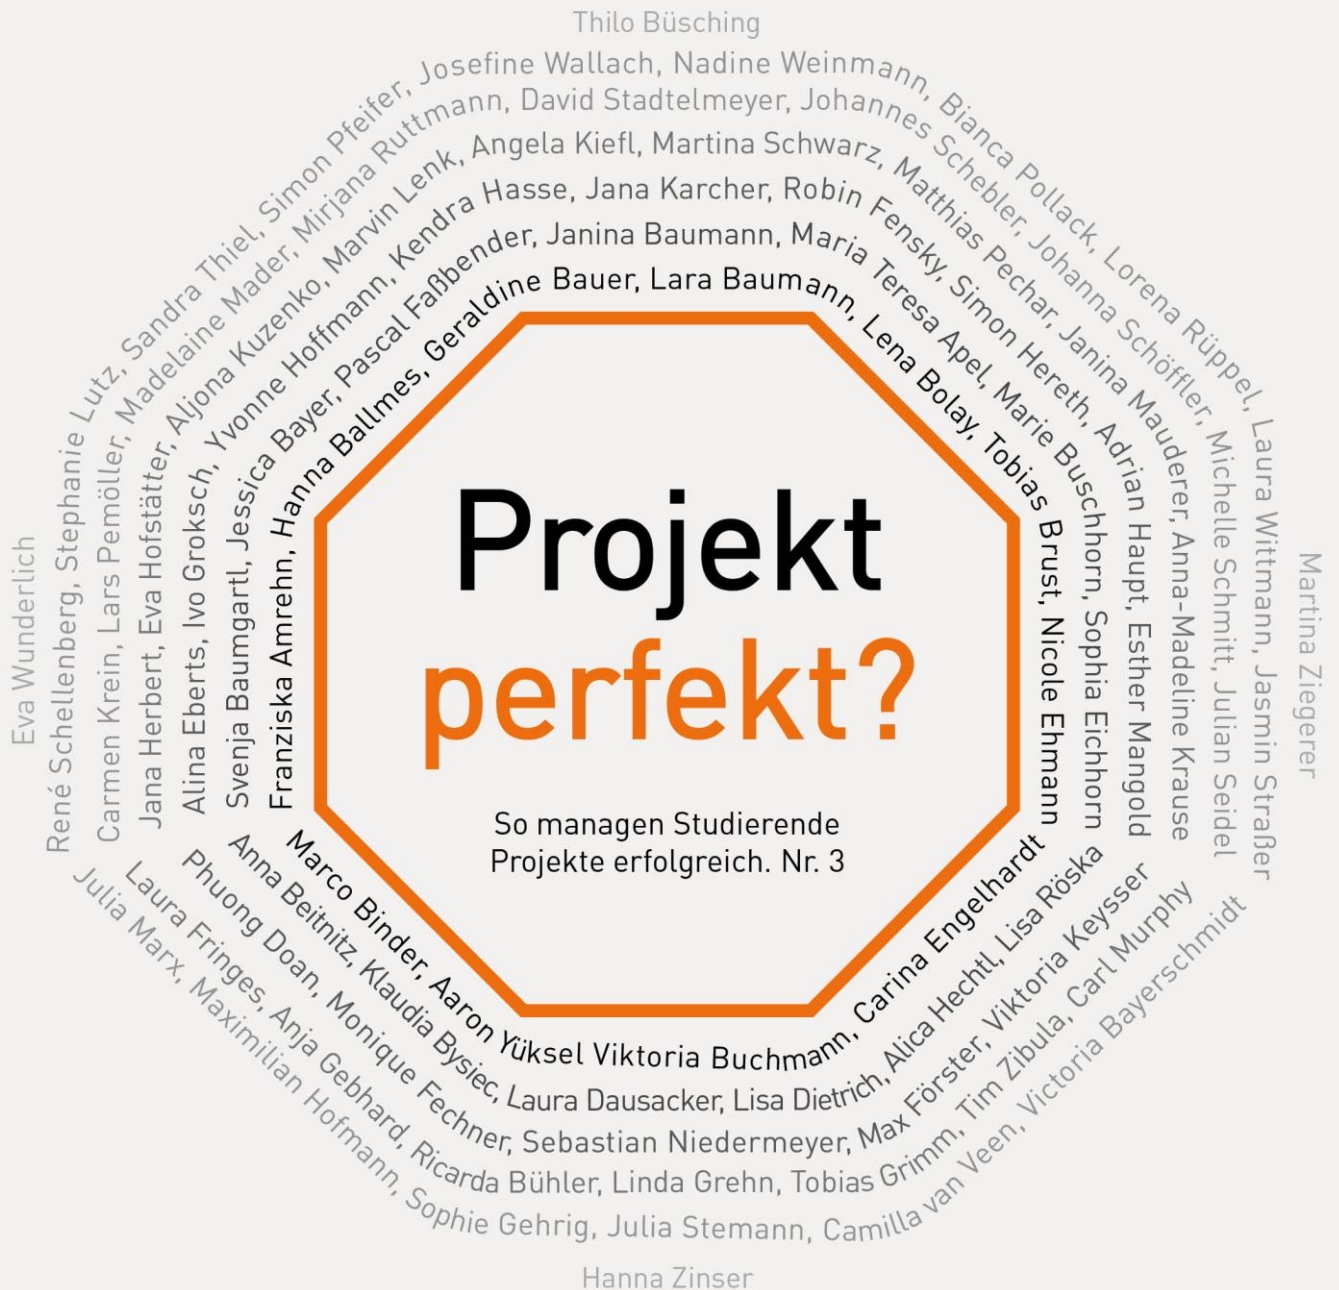 Thilo Büsching
René Schellenberg, Stephanie Lutz, Sandra Thiel, Simon Pfeifer, Josefine Wallach, Nadine Weinmann, Bianca Pollack, Lorena Rüppel, Laura Wittmann, Jasmin Straßer
Carmen Krein, Lars Pemöller, Madelaine Mader, Mirjana Ruttmann, David Stadtelmeyer, Johannes Schebler, Johanna Schöffler, Michelle Schmitt, Julian Seidel
Jana Herbert, Eva Hofstätter, Aljona Kuzenko, Marvin Lenk, Angela Kiefl, Martina Schwarz, Matthias Pechar, Janina Mauderer, Anna-Madeline Krause
Alina Eberts, Ivo Groksch, Yvonne Hoffmann, Kendra Hasse, Jana Karcher, Robin Fensky, Simon Hereth, Adrian Haupt, Esther Mangold
Svenja Baumgartl, Jessica Bayer, Pascal Faßbender, Janina Baumann, Maria Teresa Apel, Marie Buschhorn, Sophia Eichhorn
Franziska Amrehn, Hanna Ballmes, Geraldine Bauer, Lara Baumann, Lena Bolay, Tobias Brust, Nicole Ehmann
Eva Wunderlich
Martina Ziegerer
Projekt
perfekt?
So managen Studierende
Projekte erfolgreich. Nr. 3
Marco Binder, Aaron Yüksel Viktoria Buchmann, Carina Engelhardt
Anna Beitnitz, Klaudia Bysiec, Laura Dausacker, Lisa Dietrich, Alica Hechtl, Lisa Röska
Phuong Doan, Monique Fechner, Sebastian Niedermeyer, Max Förster, Viktoria Keysser
Laura Fringes, Anja Gebhard, Ricarda Bühler, Linda Grehn, Tobias Grimm, Tim Zibula, Carl Murphy
Julia Marx, Maximilian Hofmann, Sophie Gehrig, Julia Stemann, Camilla van Veen, Victoria Bayerschmidt
Hanna Zinser